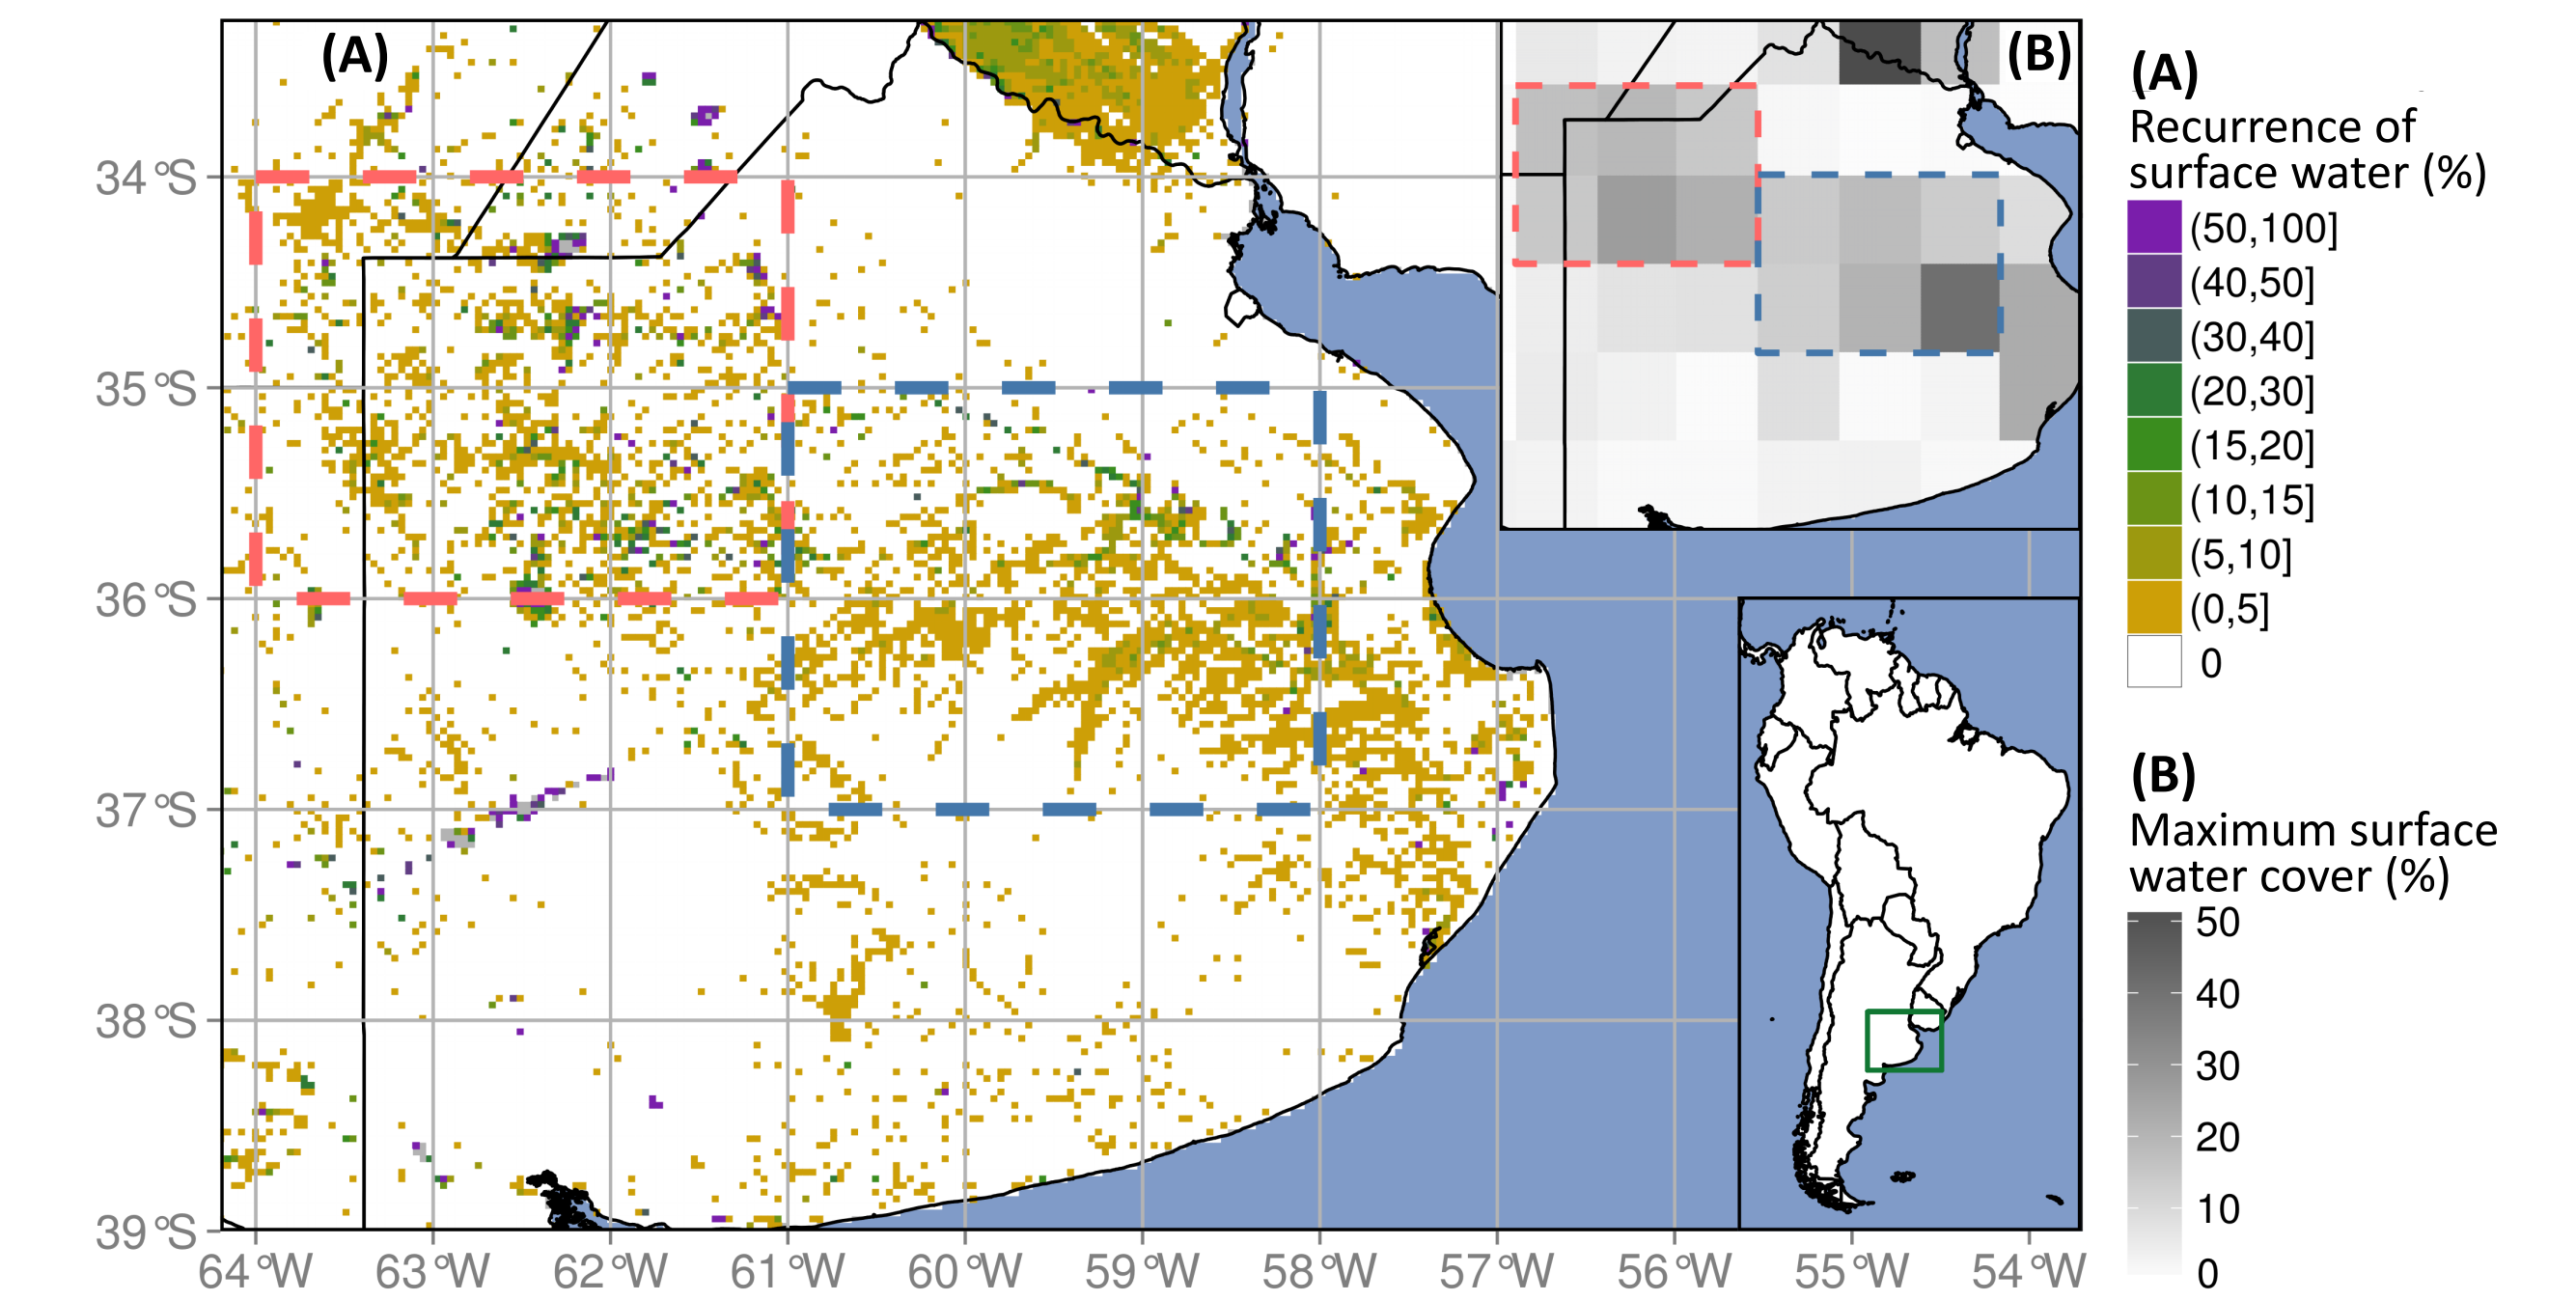 (A)
(B)
34°S
35°S
36°S
37°S
38°S
39°S
64°W
63°W
62°W
61°W
60°W
59°W
58°W
57°W
56°W
55°W
54°W
(A)
Recurrence of
surface water (%)
(50,100]
(40,50]
(30,40]
(20,30]
(15,20]
(10,15]
(5,10]
(0,5]
0
(B)
Maximum surface
water cover (%)
50
40
30
20
10
0